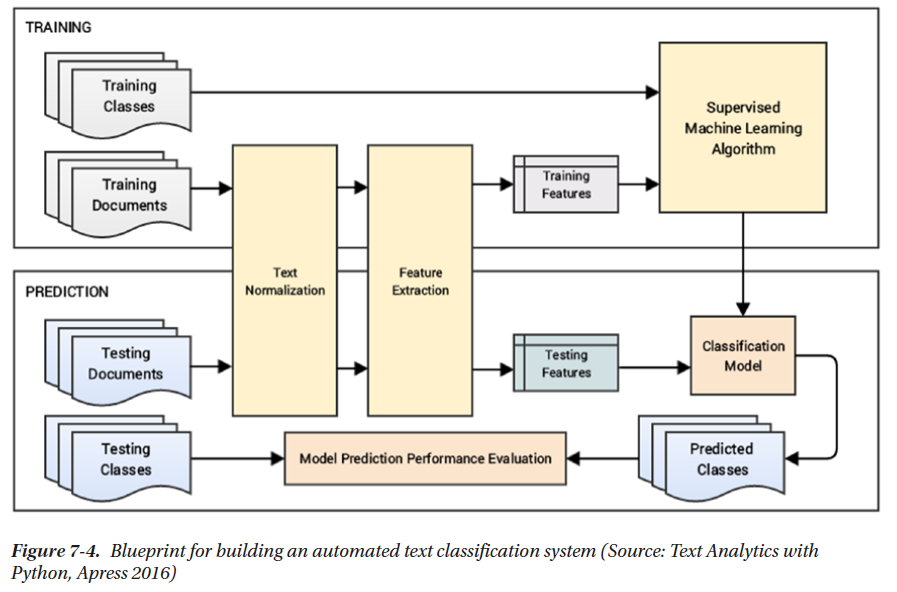 TRAINING
Training
Classes
Supervised
Machine Learning
Algorithm
Training
Documents
Training
Features
Text
Normalization
Feature
Extraction
PREDICTION
Testing
Documents
Testing
Features
Classification
Model
Testing
Classes
Model Prediction Performance Evaluation
Predicted
Classes
Figure 7-4. Blueprint for building an automated text classification system (Source: Text Analytics with
Python, Apress 2016)